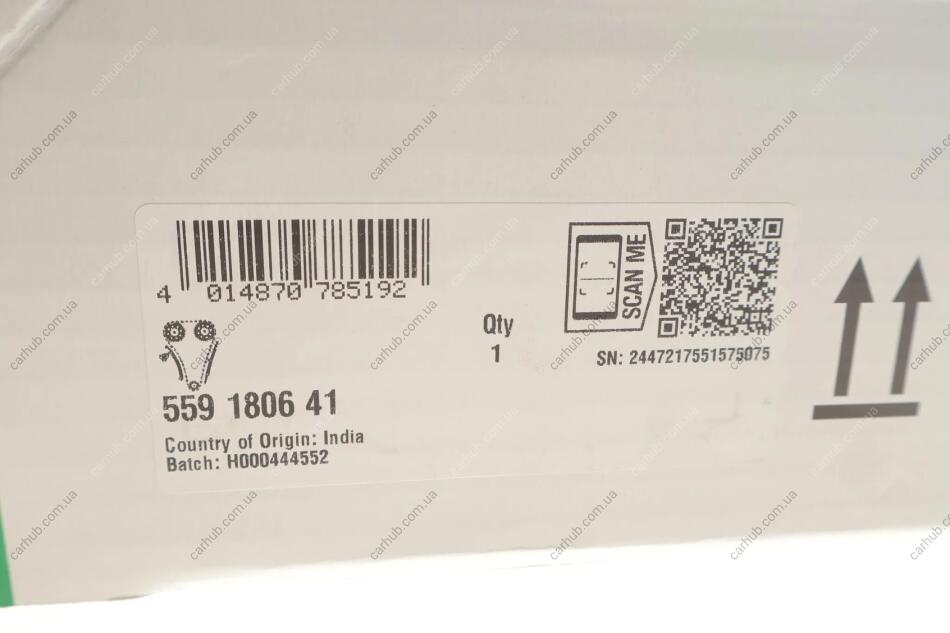 4 014870 785192
SCAN ME
Qty
1
SN: 2447217551575075
559 1806 41
Country of Origin: India
Batch: H000444552
carhub.com.ua